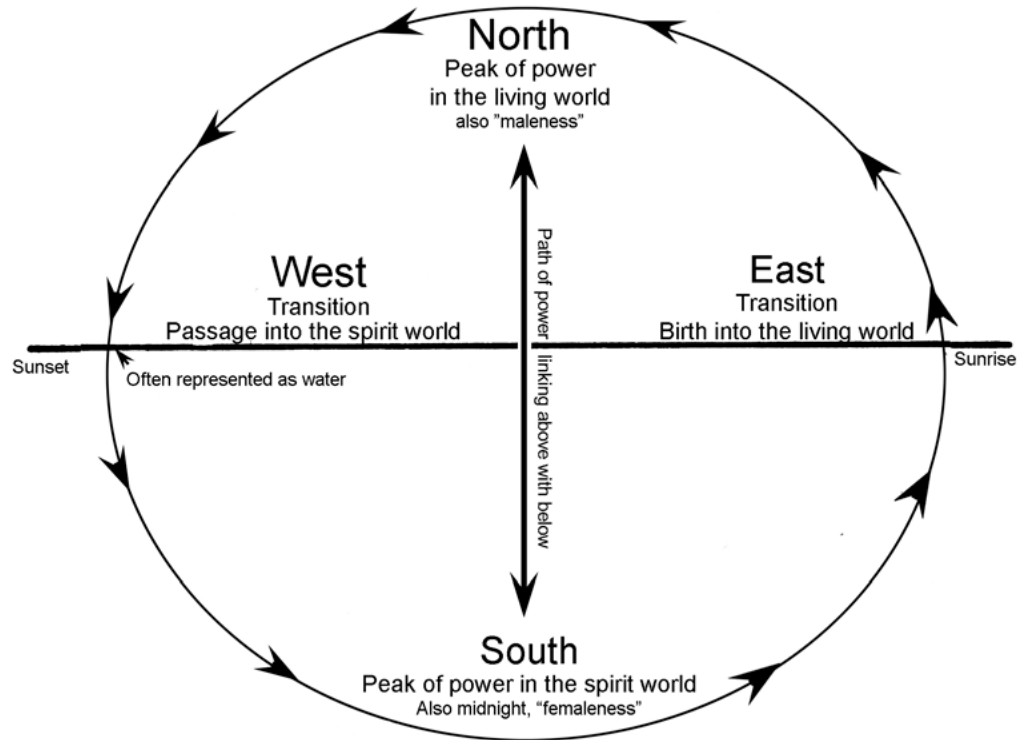 North
Peak of power
in the living world
also ”maleness”
West
Transition
Passage into the spirit world
East
Transition
Birth into the living world
Sunset
Often represented as water
Sunrise
Path of power linking above with below
South
Peak of power in the spirit world
Also midnight, “femaleness”